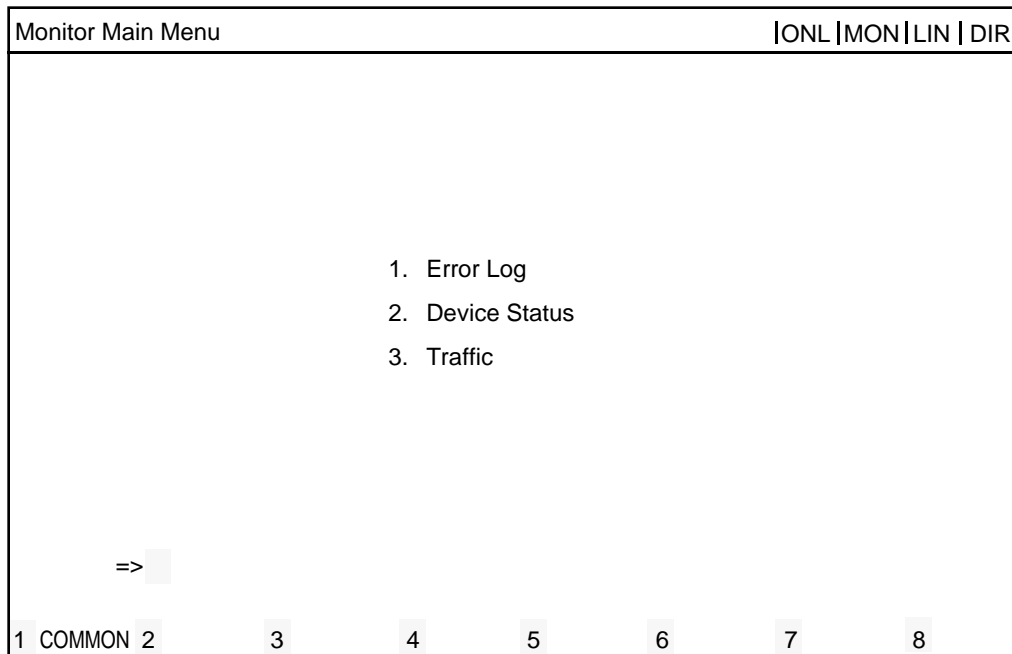 Monitor Main Menu |ONL |MON | LIN | DIR
1. Error Log
2. Device Status
3. Traffic
=>
1 COMMON 2 3 4 5 6 7 8